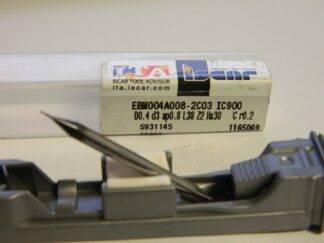 ITA iscar
ISCAR TOOL ADVISOR
ita.iscar.com
EBM004A008-2C03 IC900
D0.4 d3 ap0.8 L38 Z2 Ha30 C r0.2
5931145 1165069